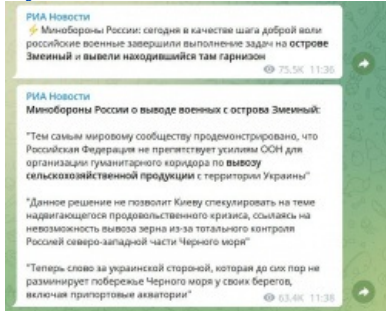 РИА Новости
⚡Минобороны России: сегодня в качестве шага доброй воли
российские военные завершили выполнение задач на острове
Змеиный и вывели находившийся там гарнизон
75.5K 11:36
РИА Новости
Минобороны России о выводе военных с острова Змеиный:
"Тем самым мировому сообществу продемонстрировано, что
Российская Федерация не препятствует усилиям ООН для
организации гуманитарного коридора по вывозу
сельскохозяйственной продукции с территории Украины"
"Данное решение не позволит Киеву спекулировать на теме
надвигающегося продовольственного кризиса, ссылаясь на
невозможность вывоза зерна из-за тотального контроля
Россией северо-западной части Черного моря"
"Теперь слово за украинской стороной, которая до сих пор не
разминирует побережье Черного моря у своих берегов,
включая припортовые акватории"
63.4K 11:38